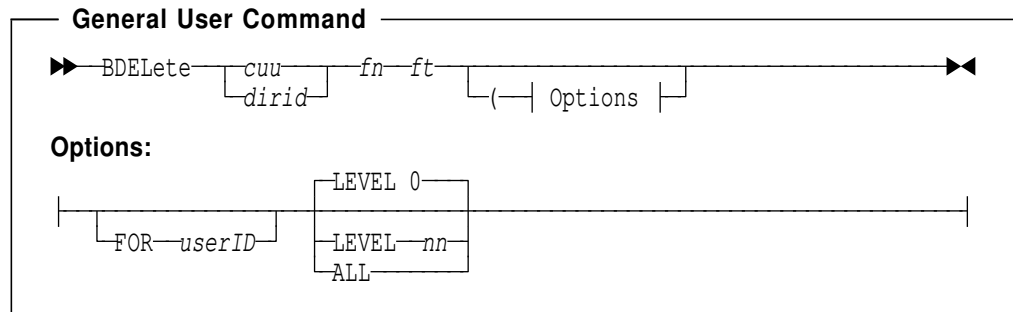 General User Command
BDELete cuu fn ft
dirid ( Options
Options:
LEVEL 0
FOR userID LEVEL nn
ALL